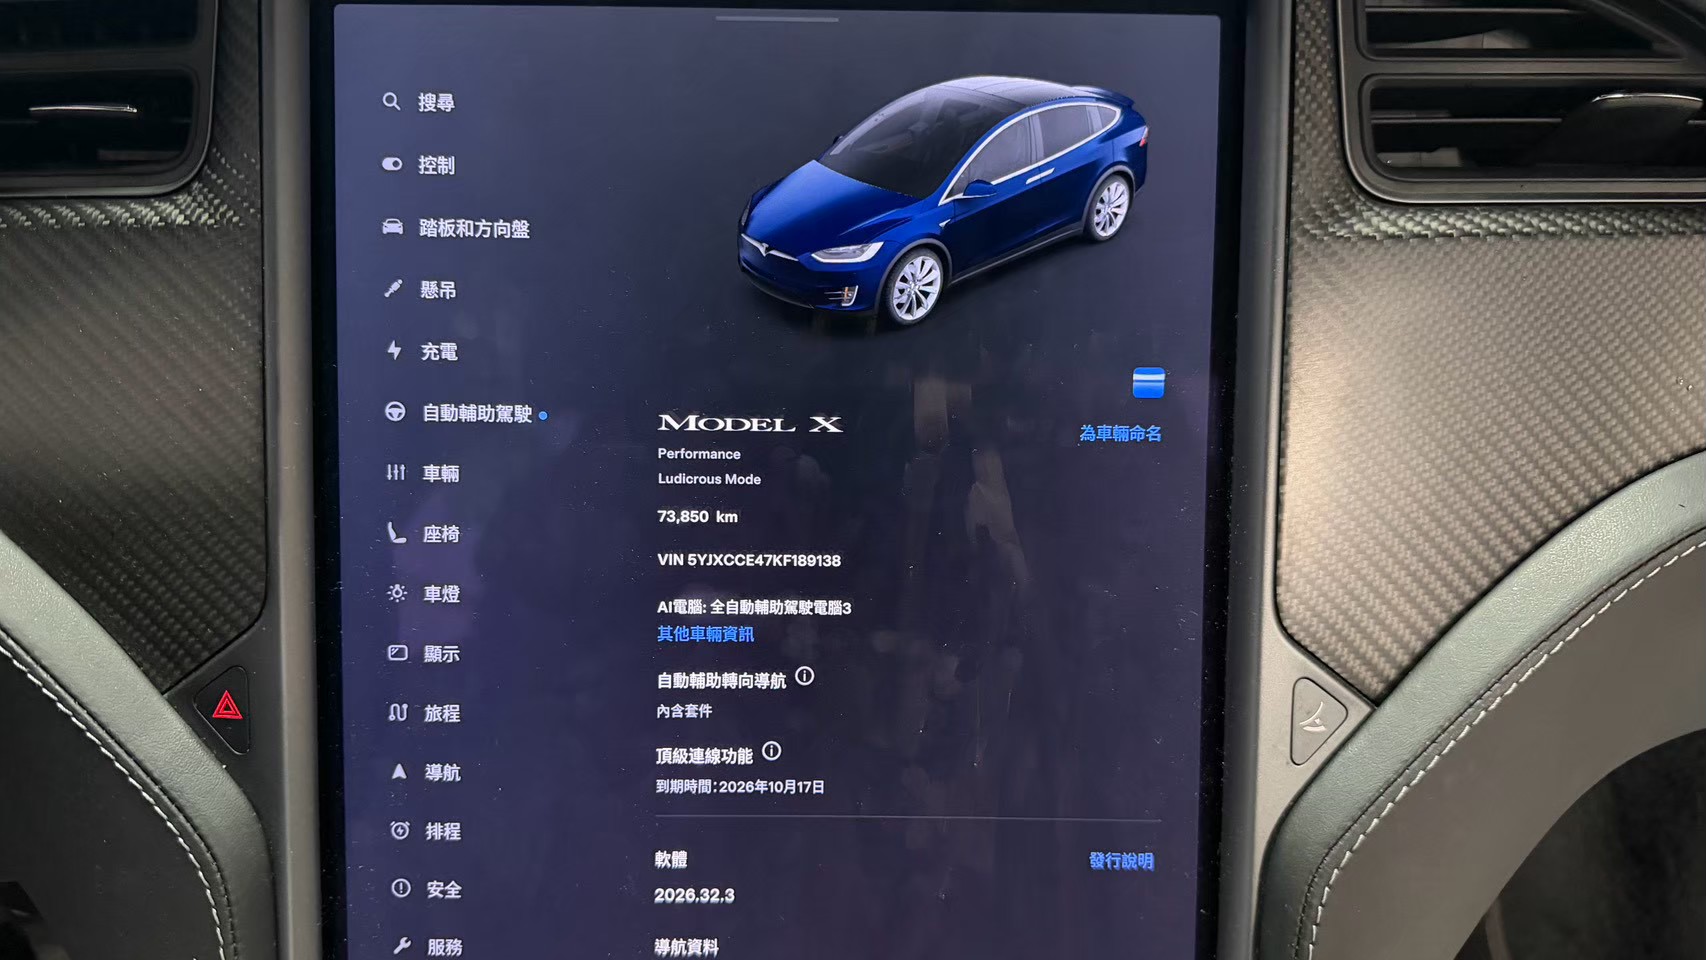 搜尋
控制
踏板和方向盤
懸吊
充電
自動輔助駕駛
車輛
座椅
車燈
顯示
旅程
導航
排程
安全
服務
MODEL X
為車輛命名
Performance
Ludicrous Mode
73,850 km
VIN 5YJXCCE47KF189138
AI電腦: 全自動輔助駕駛電腦3
其他車輛資訊
自動輔助轉向導航
內含套件
頂級連線功能
到期時間:2026年10月17日
軟體
發行說明
2026.32.3
導航資料